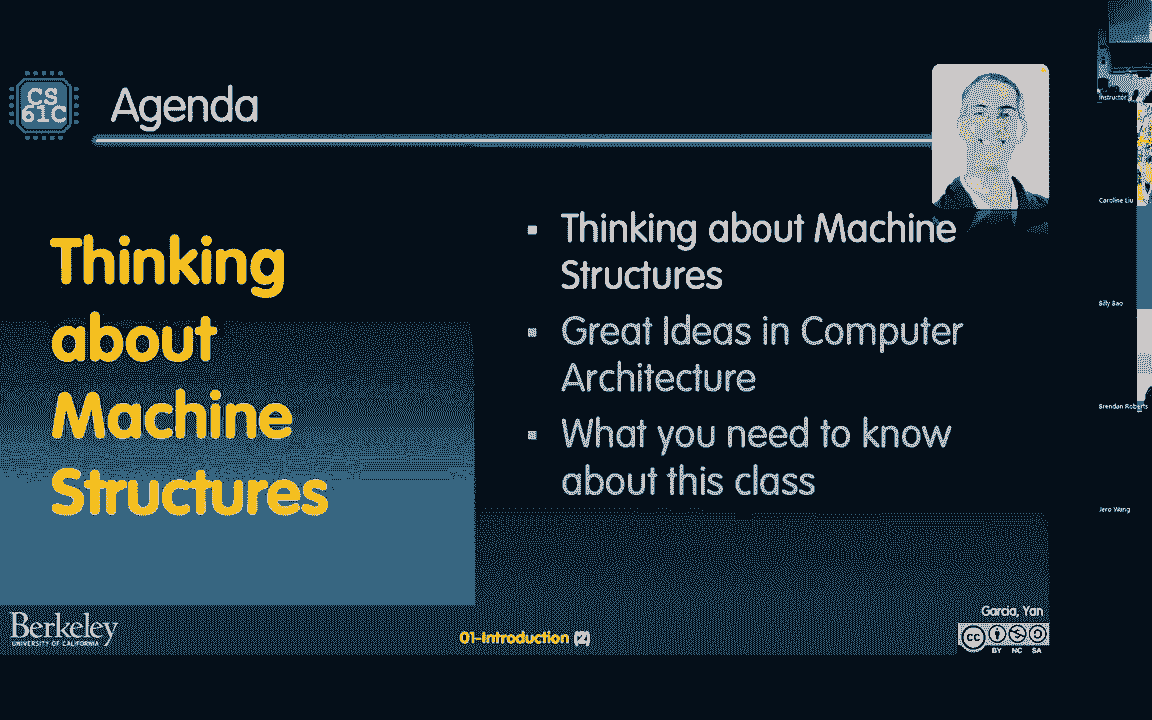 CS
61C
Agenda
Thinking
about
Machine
Structures
Thinking about Machine
Structures
Great Ideas in Computer
Architecture
What you need to know
about this class
Berkeley
UNIVERSITY OF CALIFORNIA
01-Introduction (2)
Garcia, Yan
cc
BY NC SA
Instructor
Caroline Liu
Billy Bao
Brendan Roberts
Jero Wang